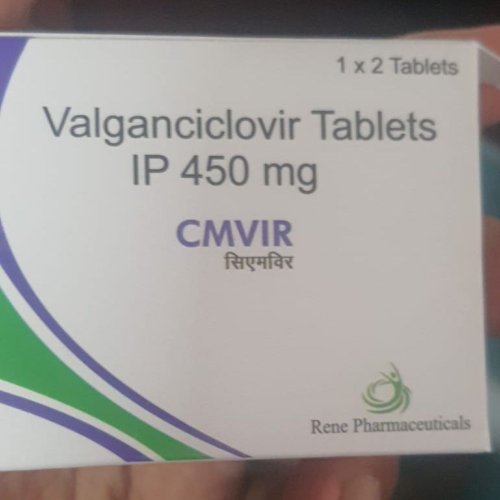 1 x 2 Tablets
Valganciclovir Tablets
IP 450 mg
CMVIR
सिएमविर
Rene Pharmaceuticals